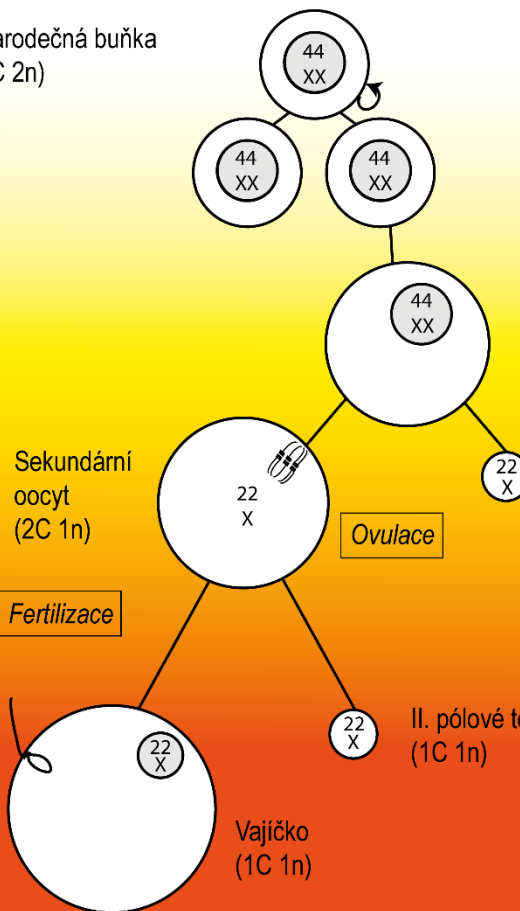 arodečná buňka
C 2n)
44
XX
44
XX
44
XX
44
XX
22
X
Sekundární
oocyt
(2C 1n)
22
X
Ovulace
Fertilizace
22
X
II. pólové tě
(1C 1n)
22
X
Vajíčko
(1C 1n)